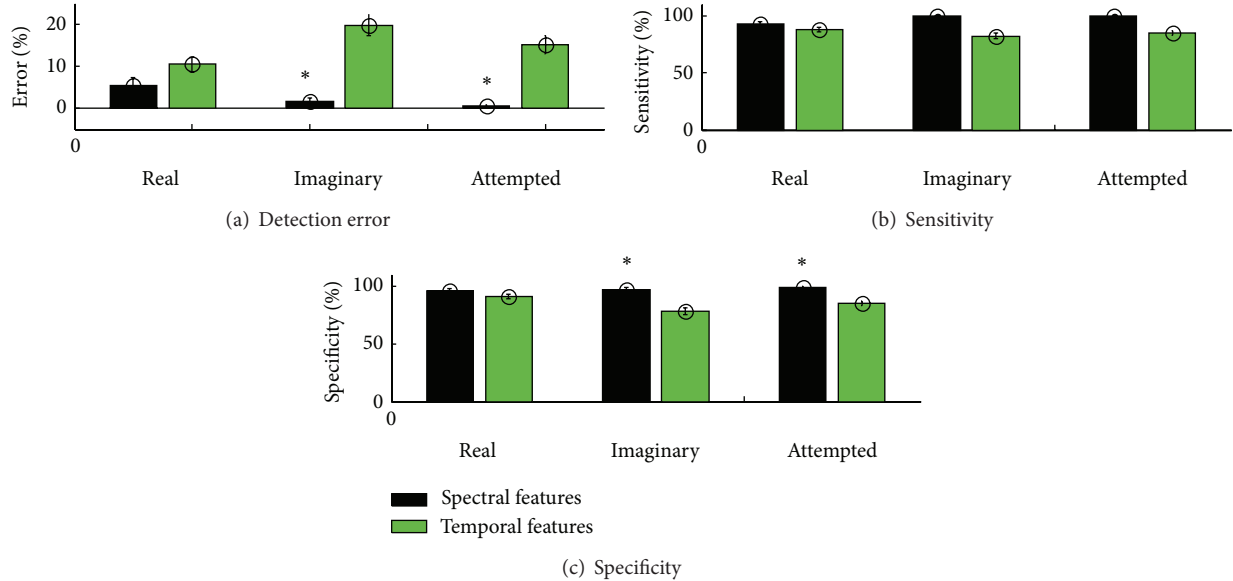 Error (%)
20
10
0
0
*
*
Real
Imaginary
Attempted
(a) Detection error
Sensitivity (%)
100
50
0
0
Real
Imaginary
Attempted
(b) Sensitivity
Specificity (%)
100
50
0
0
*
*
Real
Imaginary
Attempted
Spectral features
Temporal features
(c) Specificity